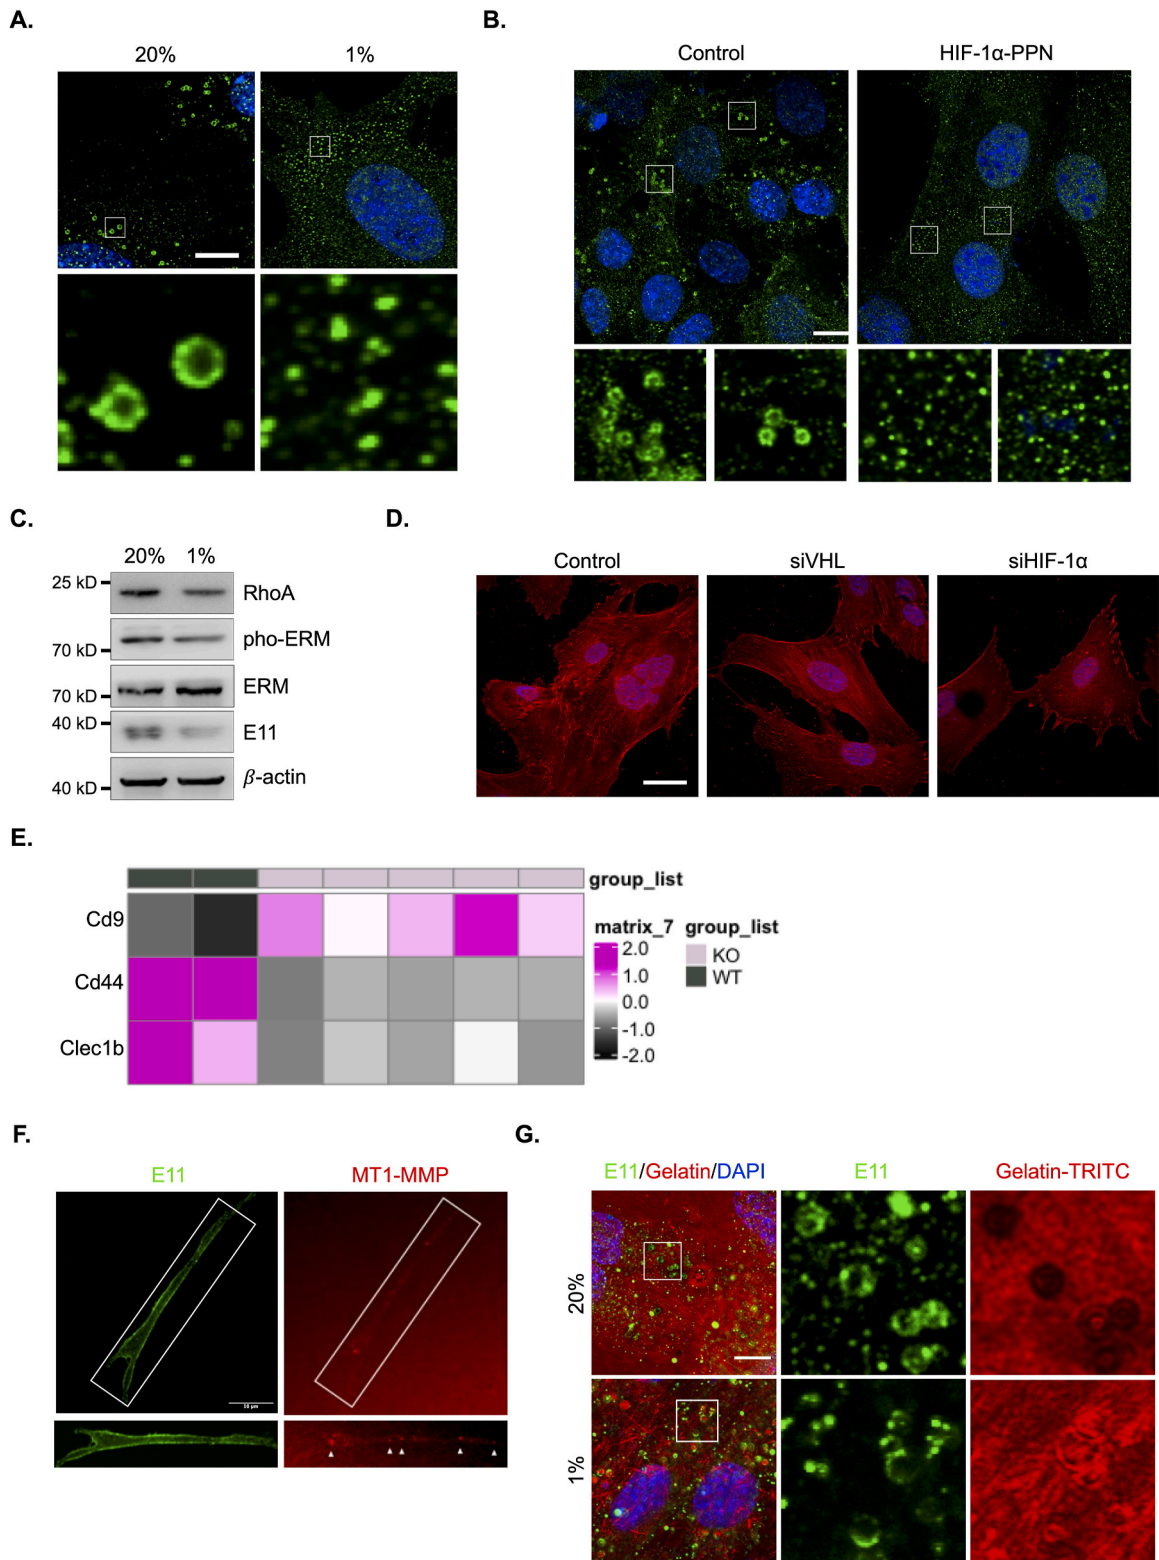 A.
20%
1%
B.
Control
HIF-1α-PPN
C.
20% 1%
25 kD
RhoA
pho-ERM
70 kD
ERM
70 kD
40 kD
E11
β-actin
40 kD
D.
Control
siVHL
siHIF-1α
E.
group_list
Cd9
Cd44
Clec1b
matrix_7
2.0
1.0
0.0
-1.0
-2.0
group_list
KO
WT
F.
E11
MT1-MMP
10 µm
G.
E11/Gelatin/DAPI
E11
Gelatin-TRITC
20%
1%